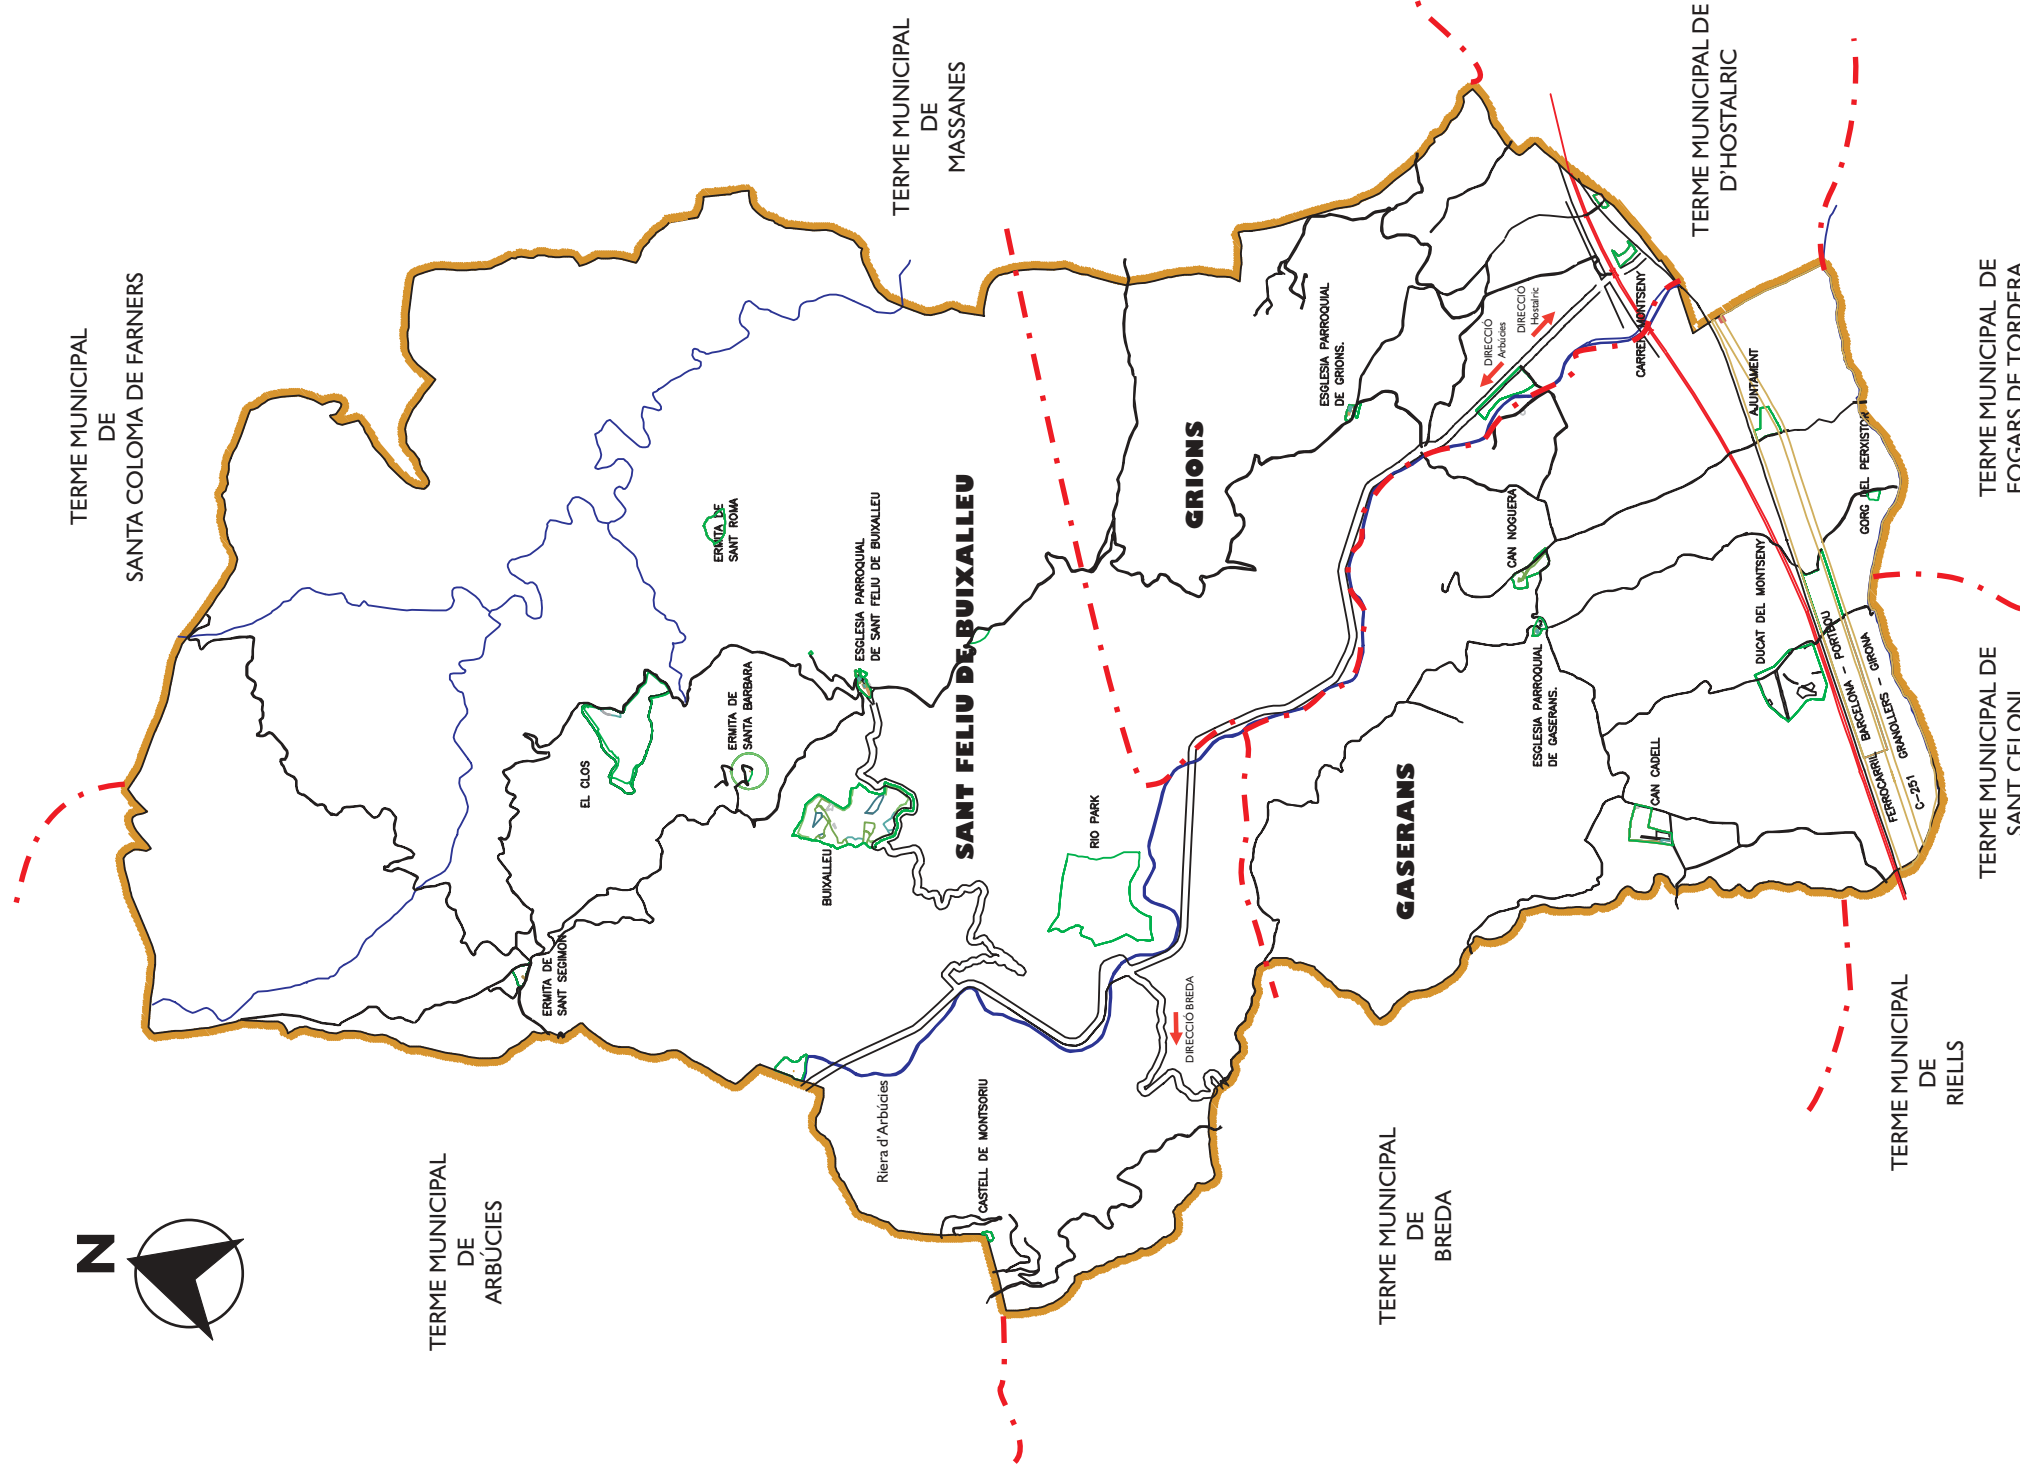 N
TERME MUNICIPAL
DE
SANTA COLOMA DE FARNERS
TERME MUNICIPAL
DE
MASSANES
TERME MUNICIPAL DE
D'HOSTALRIC
TERME MUNICIPAL DE
FOGARS DE TORDERA
TERME MUNICIPAL DE
SANT CELONI
TERME MUNICIPAL
DE
RIELLS
TERME MUNICIPAL
DE
BREDA
TERME MUNICIPAL
DE
ARBÚCIES
ERMITA DE
SANT SEGIMON
EL CLOS
ERMITA DE
SANT ROMA
ERMITA DE
SANTA BARBARA
ESGLESIA PARROQUIAL
DE SANT FELIU DE BUIXALLEU
BUIXALLEU
SANT FELIU DE BUIXALLEU
Riera d'Arbúcies
CASTELL DE MONTSORIU
RIO PARK
DIRECCIÓ BREDA
GRIONS
ESGLESIA PARROQUIAL
DE GRIONS.
GASERANS
DIRECCIÓ
Arbúcies
DIRECCIÓ
Hostalric
CAN NOGUERA
ESGLESIA PARROQUIAL
DE GASERANS.
CARRER MONTSENY
CAN CADELL
AJUNTAMENT
DUCAT DEL MONTSENY
GORG DEL PERXISTOR
FERROCARRIL BARCELONA - PORTBOU
C-251 GRANOLLERS - GIRONA